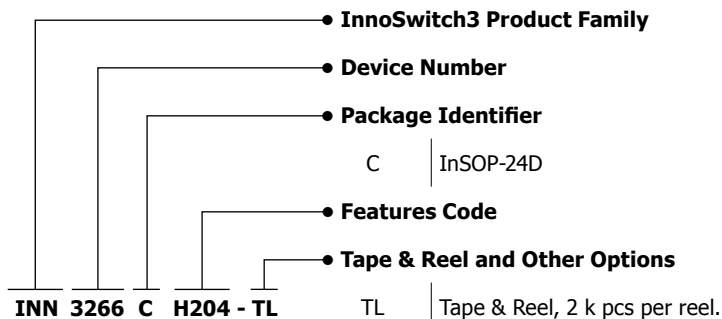 InnoSwitch3 Product Family
Device Number
Package Identifier
C InSOP-24D
Features Code
Tape & Reel and Other Options
INN 3266 C H204 - TL TL Tape & Reel, 2 k pcs per reel.